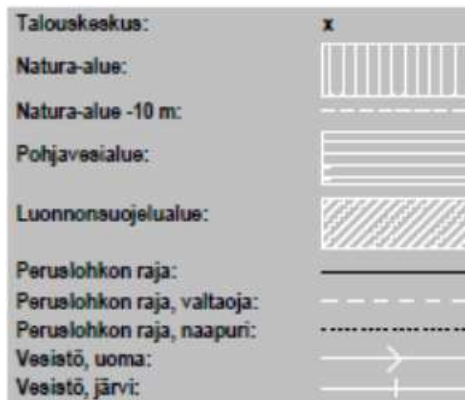 Talouskeskus: x
Natura-alue:
Natura-alue -10 m:
Pohjavesialue:
Luonnonsuojelualue:
Peruslohkon raja:
Peruslohkon raja, valtaoja:
Peruslohkon raja, naapuri:
Vesistö, uoma:
Vesistö, järvi: